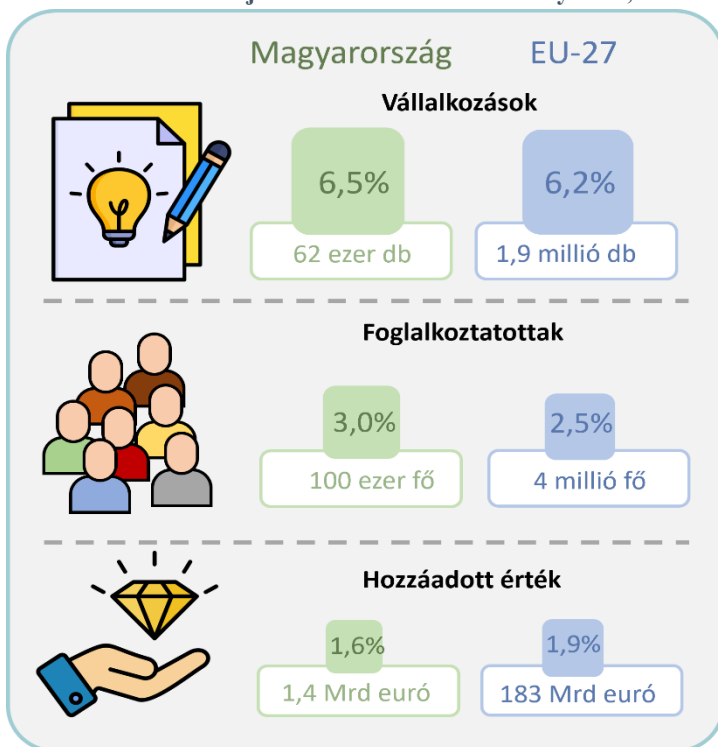 Magyarország EU-27
Vállalkozások
6,5% 6,2%
62 ezer db 1,9 millió db
Foglalkoztatottak
3,0% 2,5%
100 ezer fő 4 millió fő
Hozzáadott érték
1,6% 1,9%
1,4 Mrd euró 183 Mrd euró